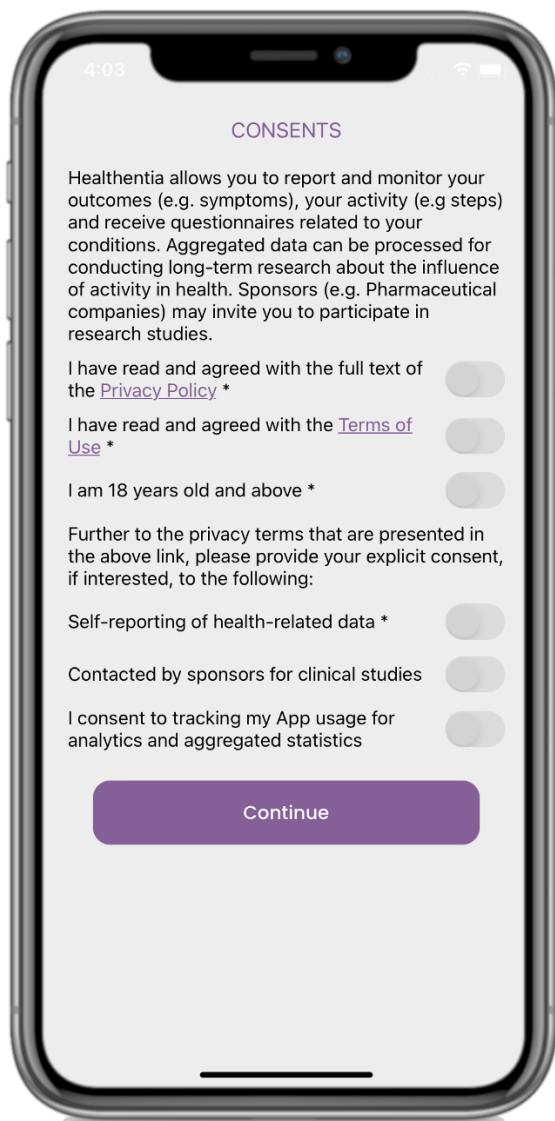 4:03
CONSENTS
Healthentia allows you to report and monitor your
outcomes (e.g. symptoms), your activity (e.g steps)
and receive questionnaires related to your
conditions. Aggregated data can be processed for
conducting long-term research about the influence
of activity in health. Sponsors (e.g. Pharmaceutical
companies) may invite you to participate in
research studies.
I have read and agreed with the full text of
the Privacy Policy *
I have read and agreed with the Terms of
Use *
I am 18 years old and above *
Further to the privacy terms that are presented in
the above link, please provide your explicit consent,
if interested, to the following:
Self-reporting of health-related data *
Contacted by sponsors for clinical studies
I consent to tracking my App usage for
analytics and aggregated statistics
Continue